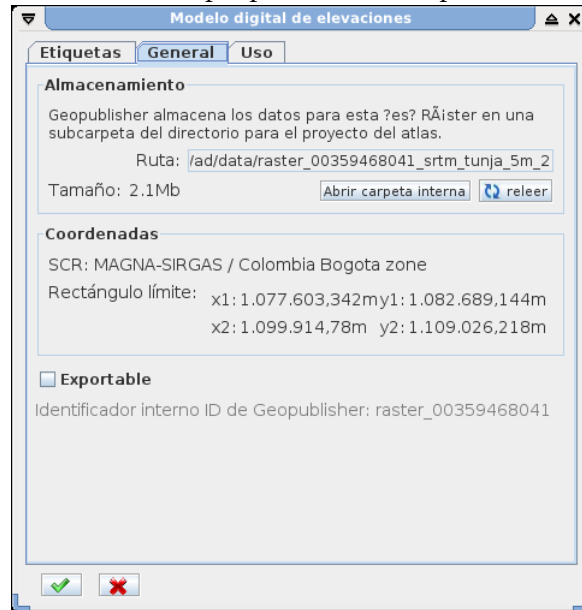 Modelo digital de elevaciones
Etiquetas General Uso
Almacenamiento
Geopublisher almacena los datos para esta ?es? RÃister en una
subcarpeta del directorio para el proyecto del atlas.
Ruta: /ad/data/raster_00359468041_srtm_tunja_5m_2
Tamaño: 2.1Mb Abrir carpeta interna releer
Coordenadas
SCR: MAGNA-SIRGAS / Colombia Bogota zone
Rectángulo límite: x1: 1.077.603,342m y1: 1.082.689,144m
x2: 1.099.914,78m y2: 1.109.026,218m
Exportable
Identificador interno ID de Geopublisher: raster_00359468041